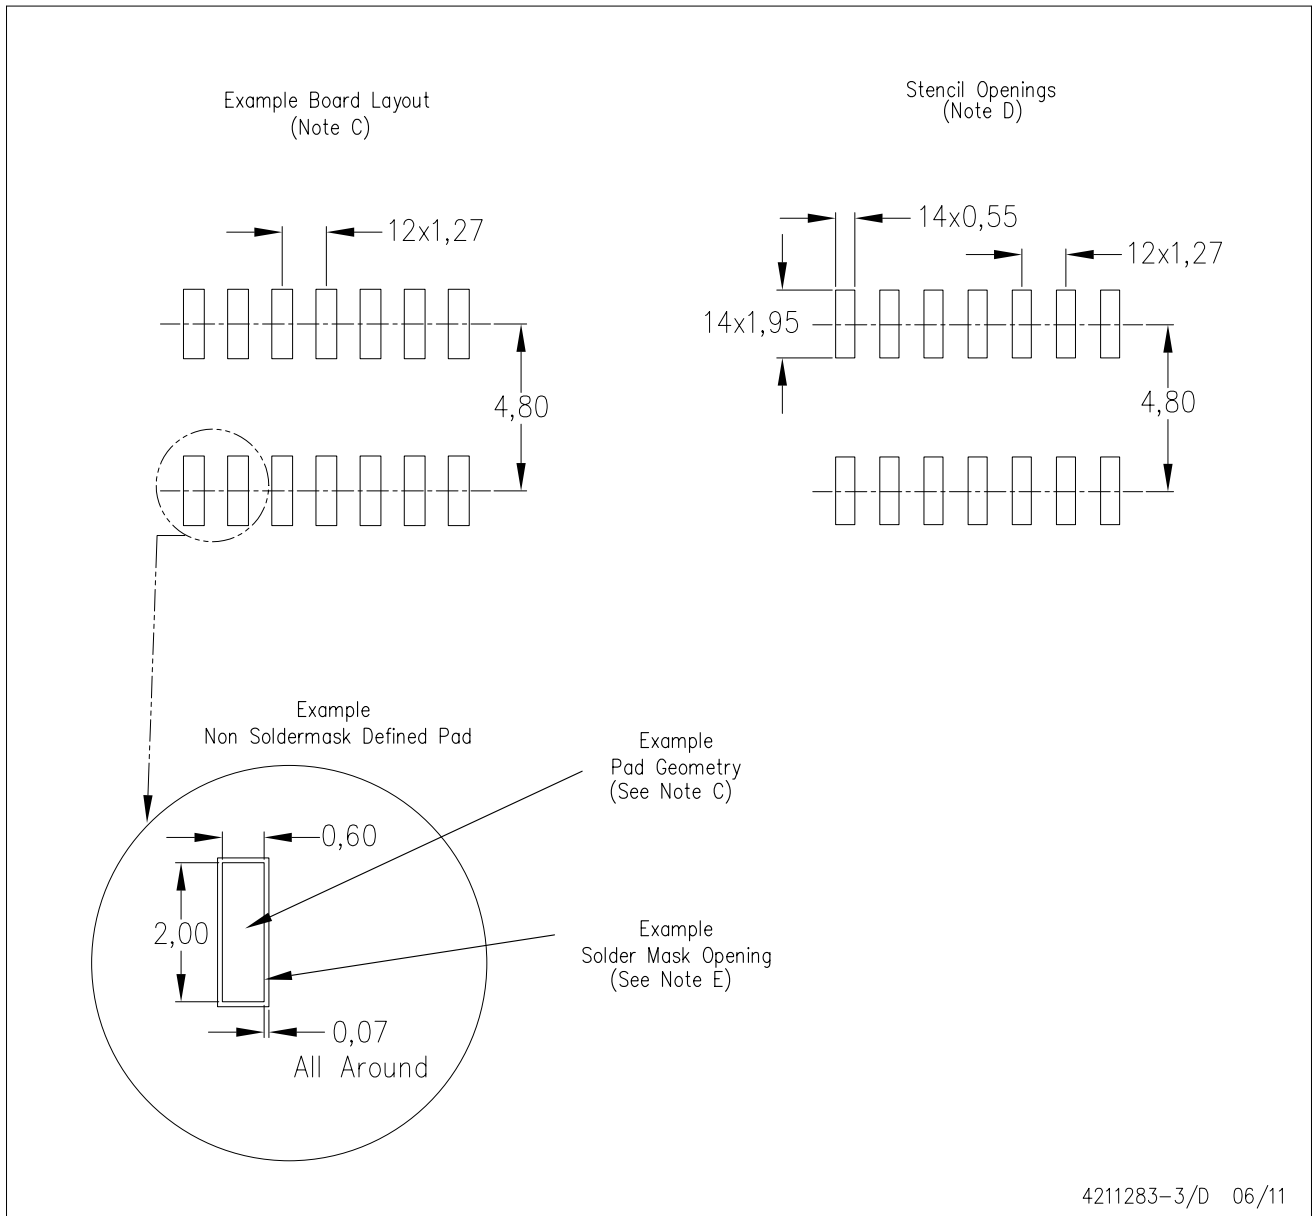 Example Board Layout
(Note C)
Stencil Openings
(Note D)
12x1,27
14x0,55
12x1,27
14x1,95
4,80
4,80
Example
Non Soldermask Defined Pad
Example
Pad Geometry
(See Note C)
0,60
2,00
Example
Solder Mask Opening
(See Note E)
0,07
All Around
4211283-3/D 06/11